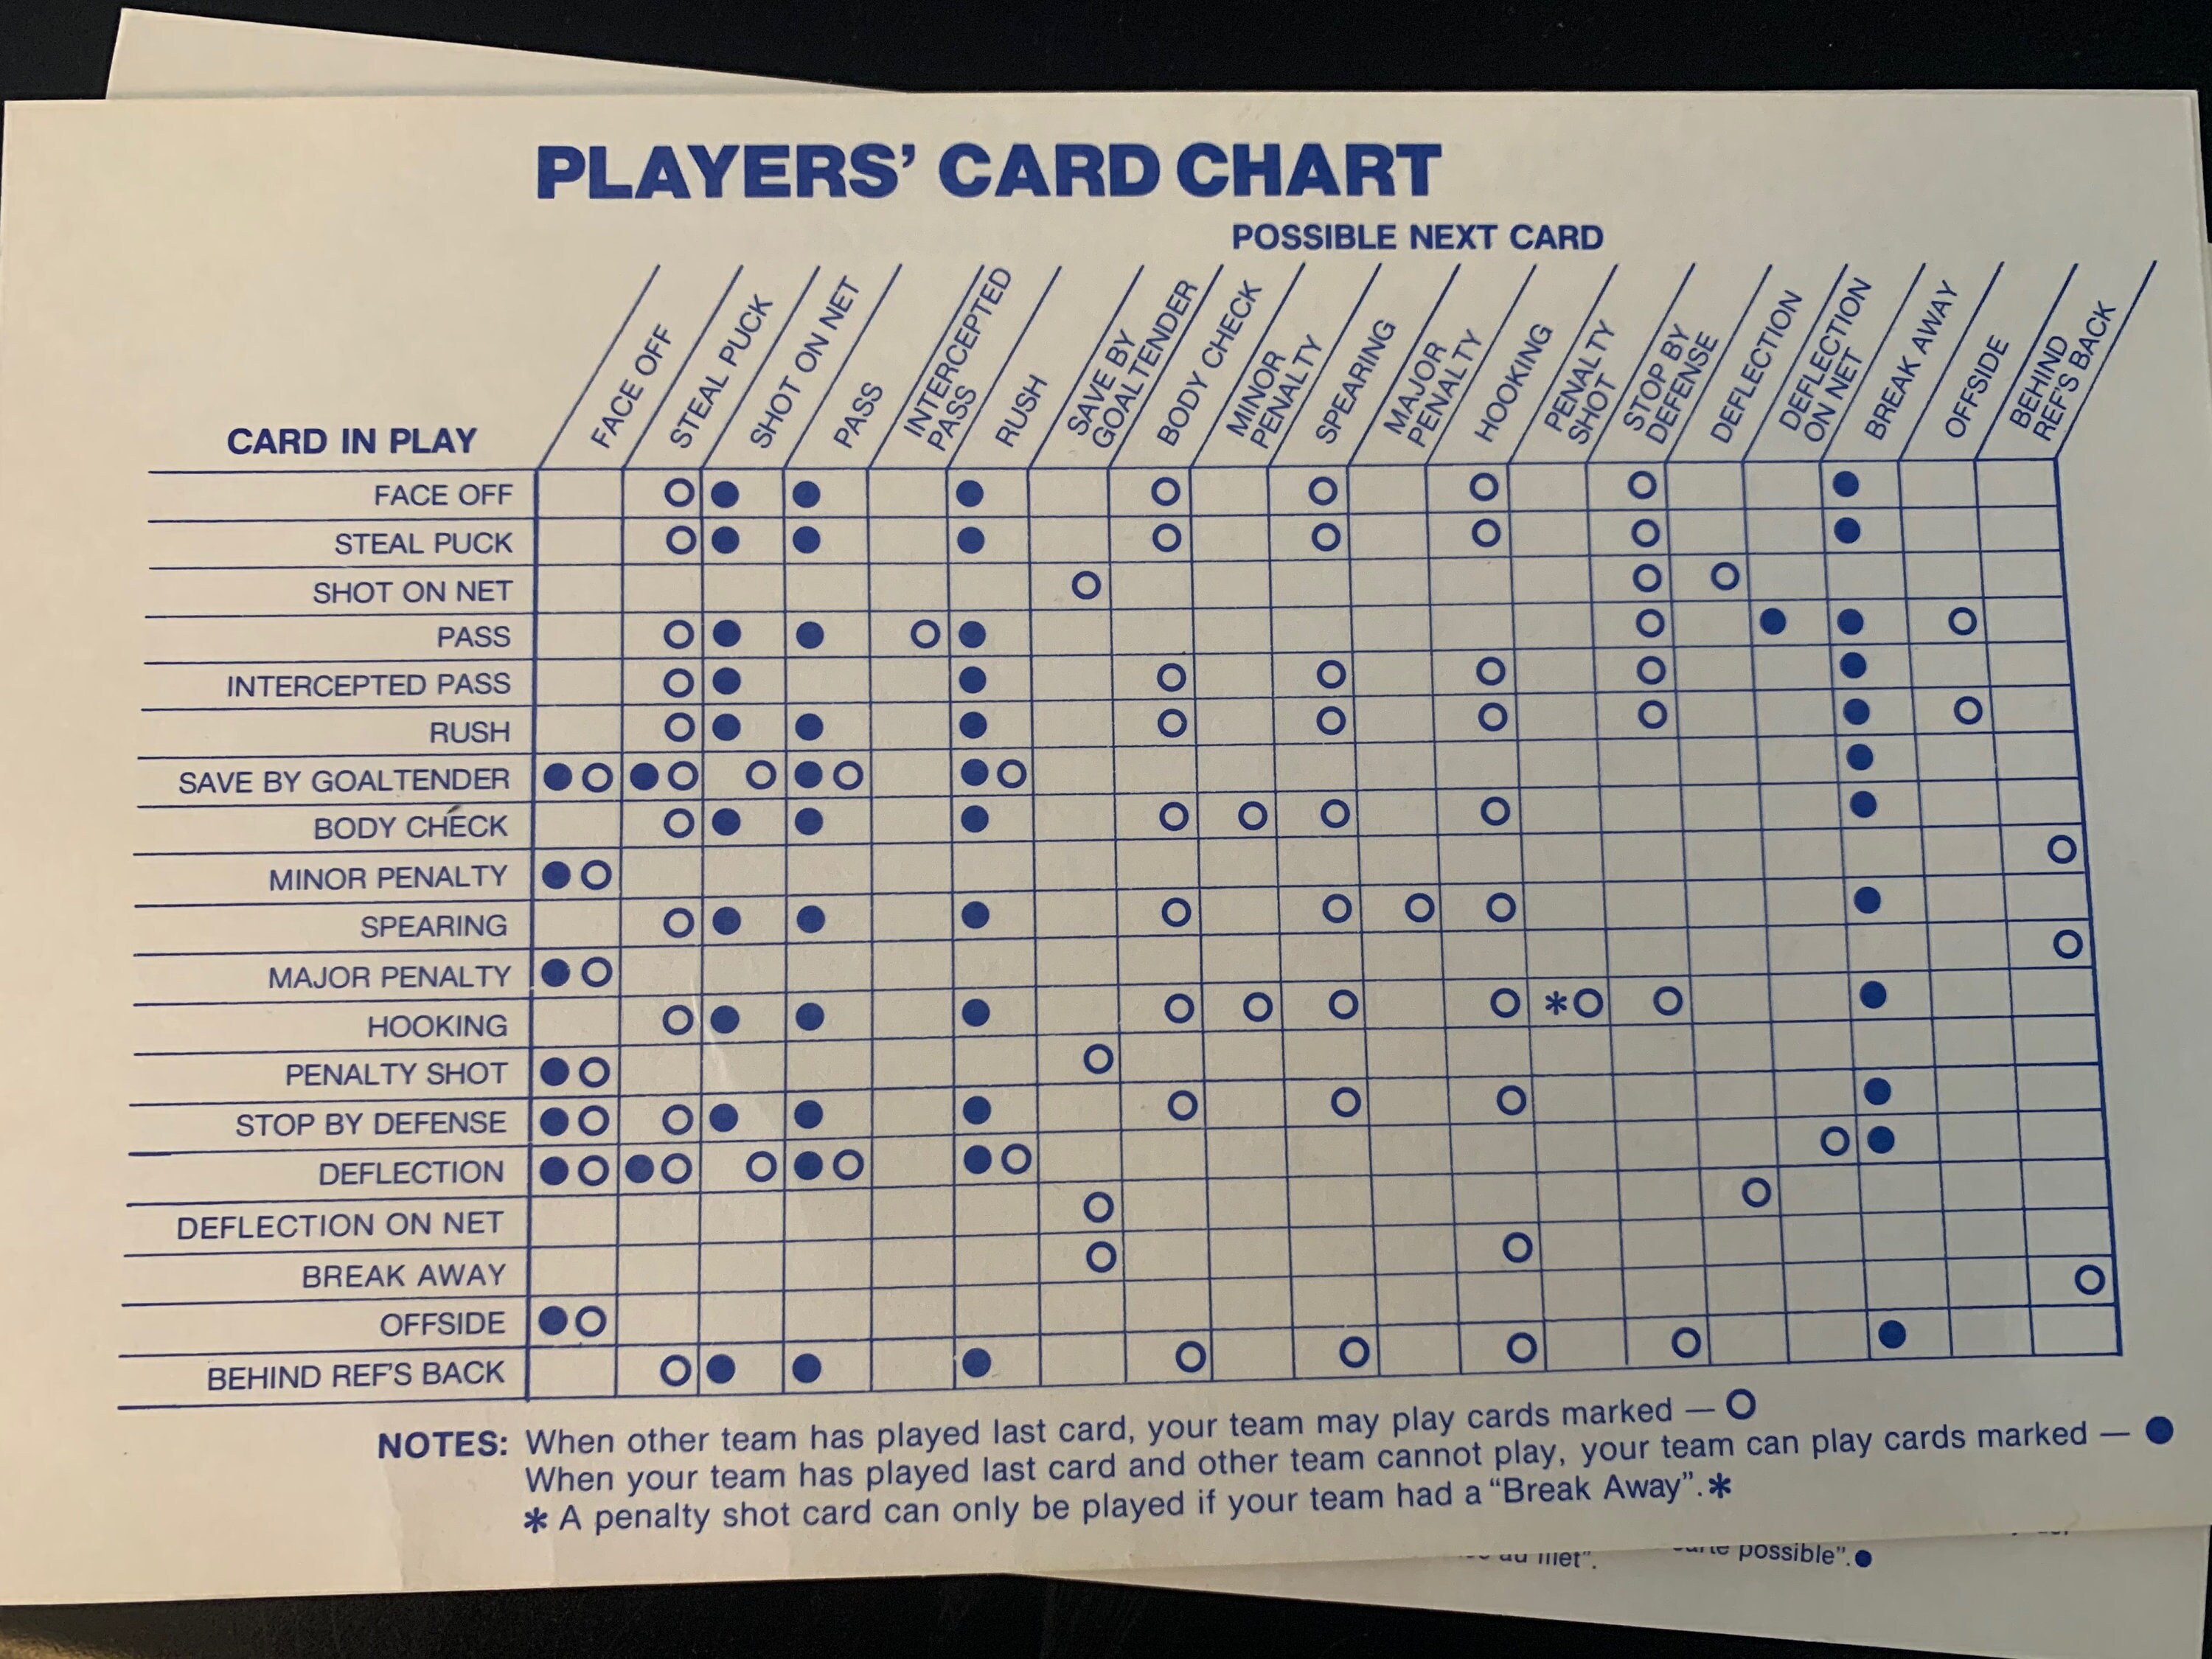 PLAYERS' CARD CHART
POSSIBLE NEXT CARD
CARD IN PLAY
FACE OFF
STEAL PUCK
SHOT ON NET
PASS
INTERCEPTED
PASS
RUSH
SAVE BY
GOALTENDER
BODY CHECK
MINOR
PENALTY
SPEARING
MAJOR
PENALTY
HOOKING
PENALTY
SHOT
STOP BY
DEFENSE
DEFLECTION
DEFLECTION
ON NET
BREAK AWAY
OFFSIDE
BEHIND
REF'S BACK
FACE OFF
STEAL PUCK
SHOT ON NET
PASS
INTERCEPTED PASS
RUSH
SAVE BY GOALTENDER
BODY CHECK
MINOR PENALTY
SPEARING
MAJOR PENALTY
HOOKING
*
PENALTY SHOT
STOP BY DEFENSE
DEFLECTION
DEFLECTION ON NET
BREAK AWAY
OFFSIDE
BEHIND REF'S BACK
NOTES: When other team has played last card, your team may play cards marked — O
When your team has played last card and other team cannot play, your team can play cards marked — ●
* A penalty shot card can only be played if your team had a “Break Away”.*
possible”.●